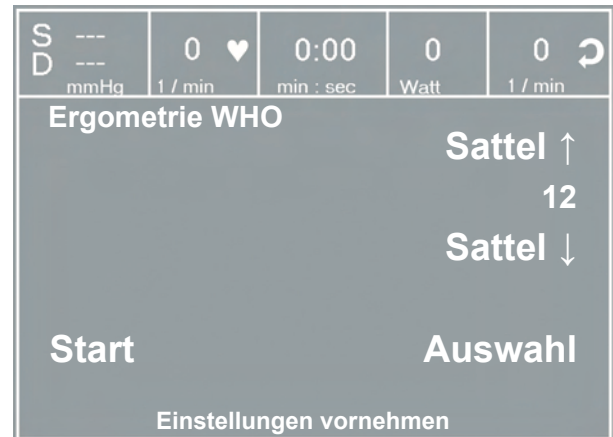 S --- 0 ♥ 0:00 0 0
D ---
mmHg 1 / min min : sec Watt 1 / min
Ergometrie WHO
Sattel ↑
12
Sattel ↓
Start Auswahl
Einstellungen vornehmen